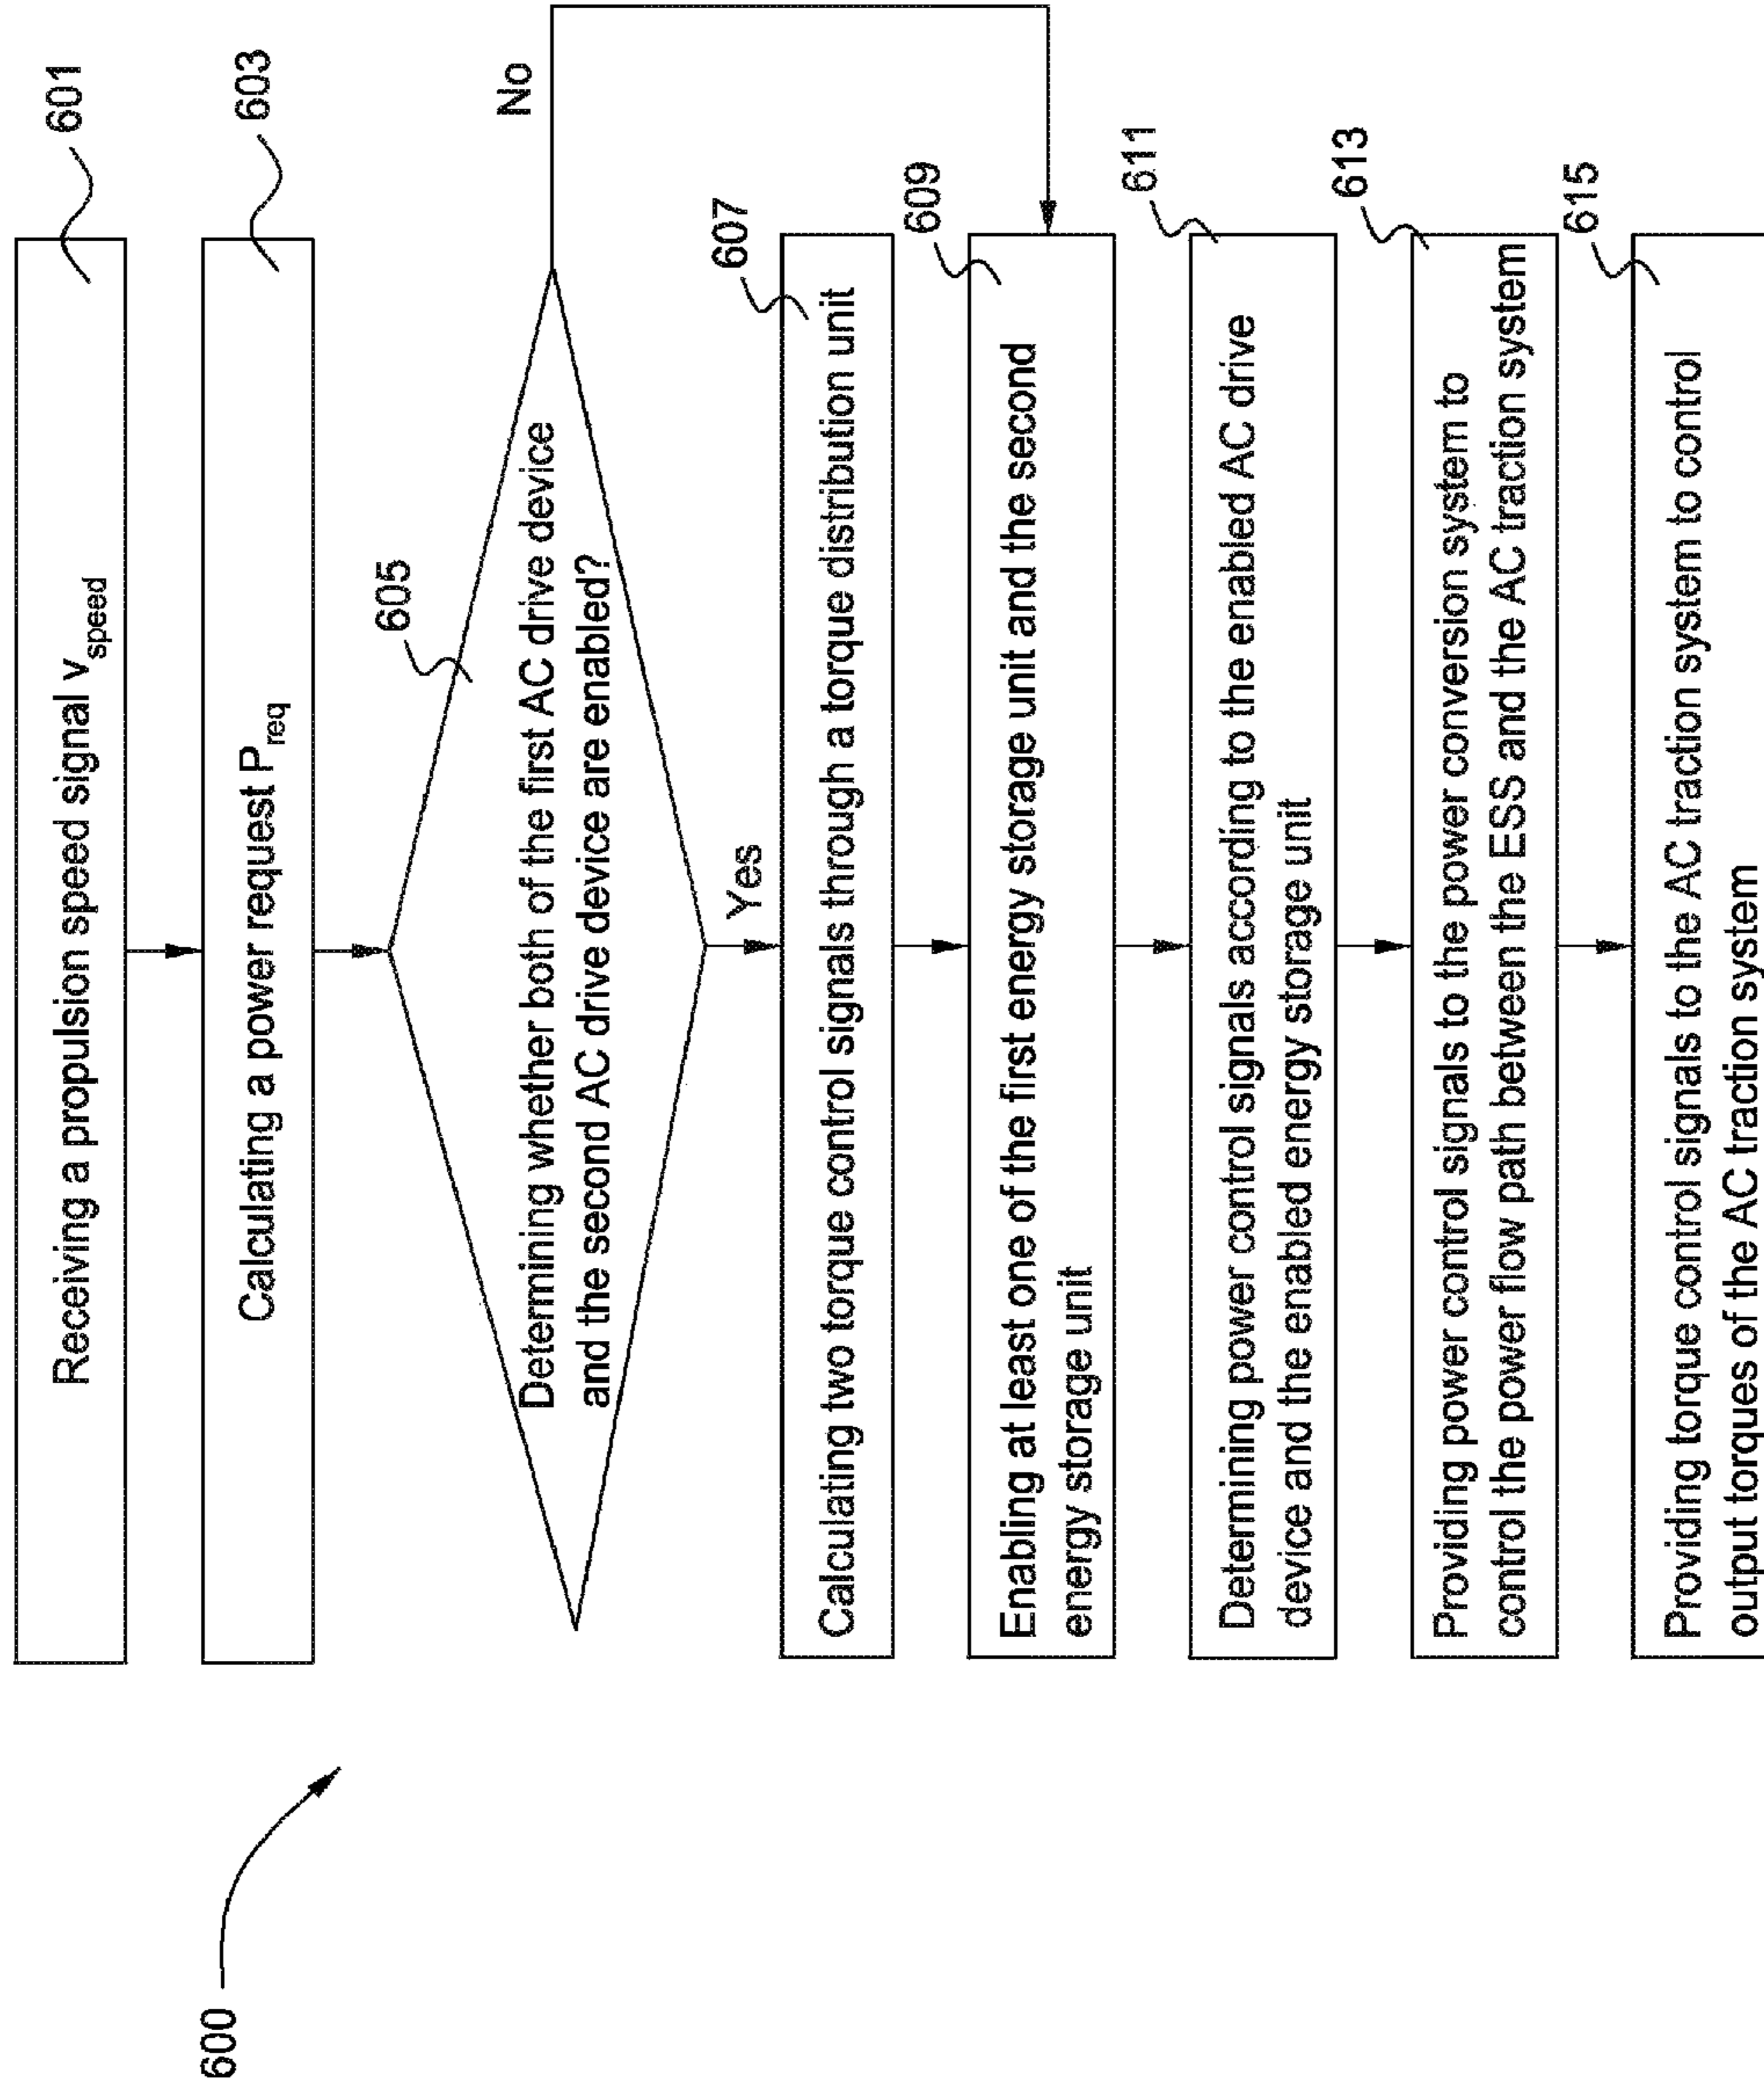 600
Receiving a propulsion speed signal v_speed
601
Calculating a power request P_req
603
605
Determining whether both of the first AC drive device
and the second AC drive device are enabled?
No
Yes
607
Calculating two torque control signals through a torque distribution unit
609
Enabling at least one of the first energy storage unit and the second
energy storage unit
611
Determining power control signals according to the enabled AC drive
device and the enabled energy storage unit
613
Providing power control signals to the power conversion system to
control the power flow path between the ESS and the AC traction system
615
Providing torque control signals to the AC traction system to control
output torques of the AC traction system